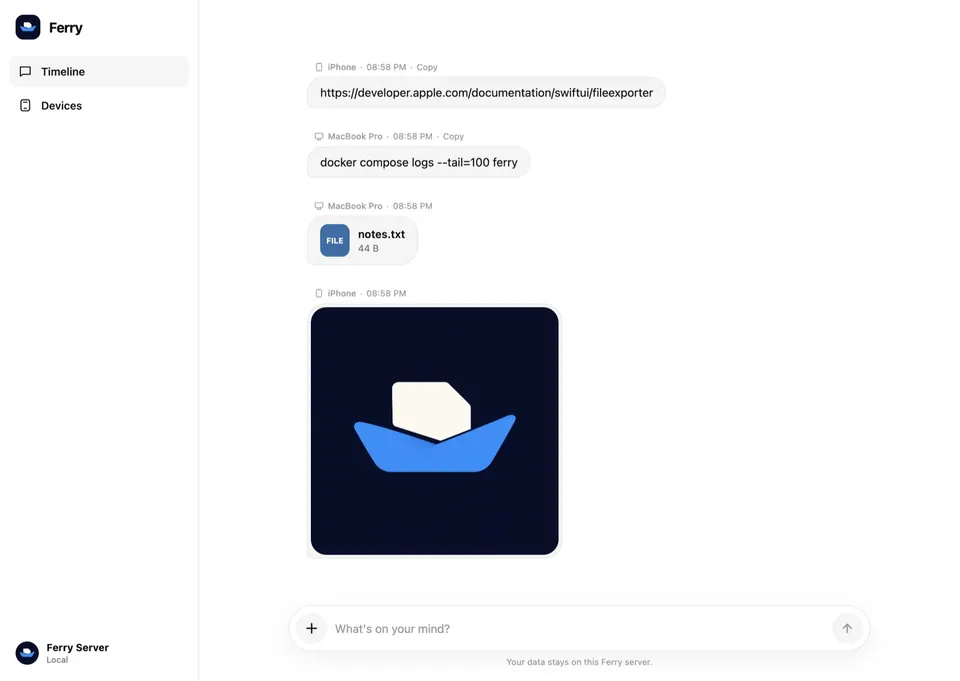 Ferry
Timeline
Devices
iPhone · 08:58 PM · Copy
https://developer.apple.com/documentation/swiftui/fileexporter
MacBook Pro · 08:58 PM · Copy
docker compose logs --tail=100 ferry
MacBook Pro · 08:58 PM
FILE
notes.txt
44 B
iPhone · 08:58 PM
What's on your mind?
Your data stays on this Ferry server.
Ferry Server
Local